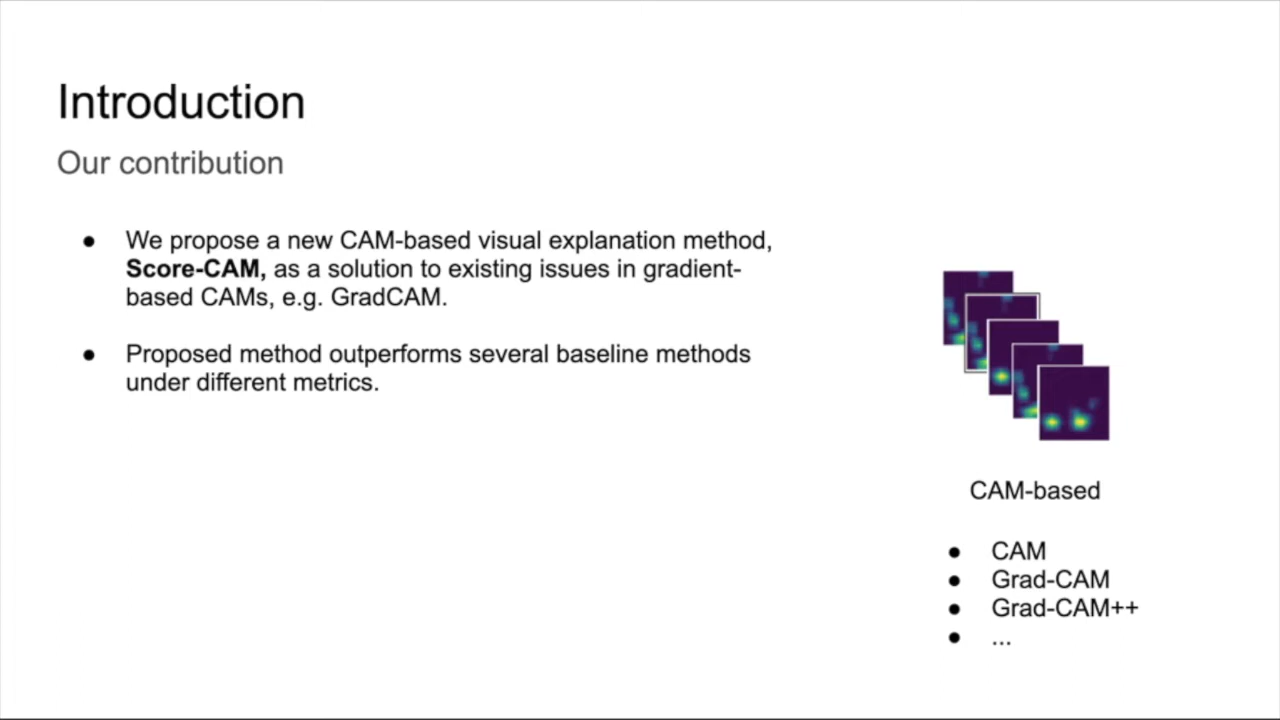 Introduction
Our contribution
● We propose a new CAM-based visual explanation method,
Score-CAM, as a solution to existing issues in gradient-
based CAMs, e.g. GradCAM.
● Proposed method outperforms several baseline methods
under different metrics.
CAM-based
● CAM
● Grad-CAM
● Grad-CAM++
● ...